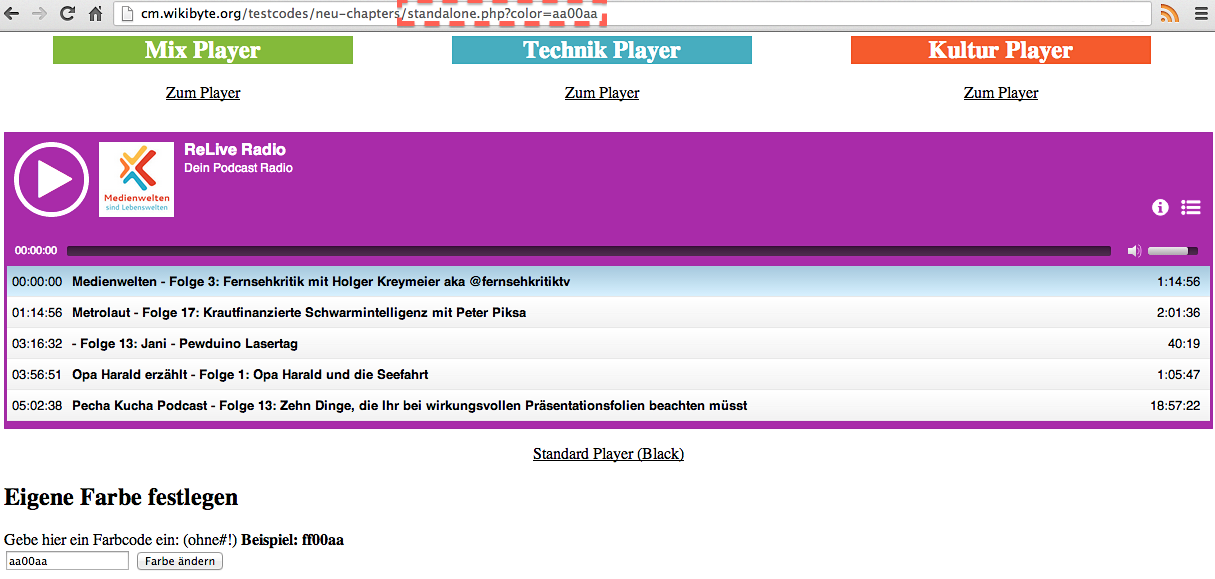 cm.wikibyte.org/testcodes/neu-chapters/standalone.php?color=aa00aa
Mix Player Technik Player Kultur Player
Zum Player Zum Player Zum Player
ReLive Radio
Dein Podcast Radio
Medienwelten
sind Lebenswelten
00:00:00
00:00:00 Medienwelten - Folge 3: Fernsehkritik mit Holger Kreymeier aka @fernsehkritiktv 1:14:56
01:14:56 Metrolaut - Folge 17: Krautfinanzierte Schwarmintelligenz mit Peter Piksa 2:01:36
03:16:32 - Folge 13: Jani - Pewduino Lasertag 40:19
03:56:51 Opa Harald erzählt - Folge 1: Opa Harald und die Seefahrt 1:05:47
05:02:38 Pecha Kucha Podcast - Folge 13: Zehn Dinge, die Ihr bei wirkungsvollen Präsentationsfolien beachten müsst 18:57:22
Standard Player (Black)
Eigene Farbe festlegen
Gebe hier ein Farbcode ein: (ohne#!) Beispiel: ff00aa
aa00aa Farbe ändern